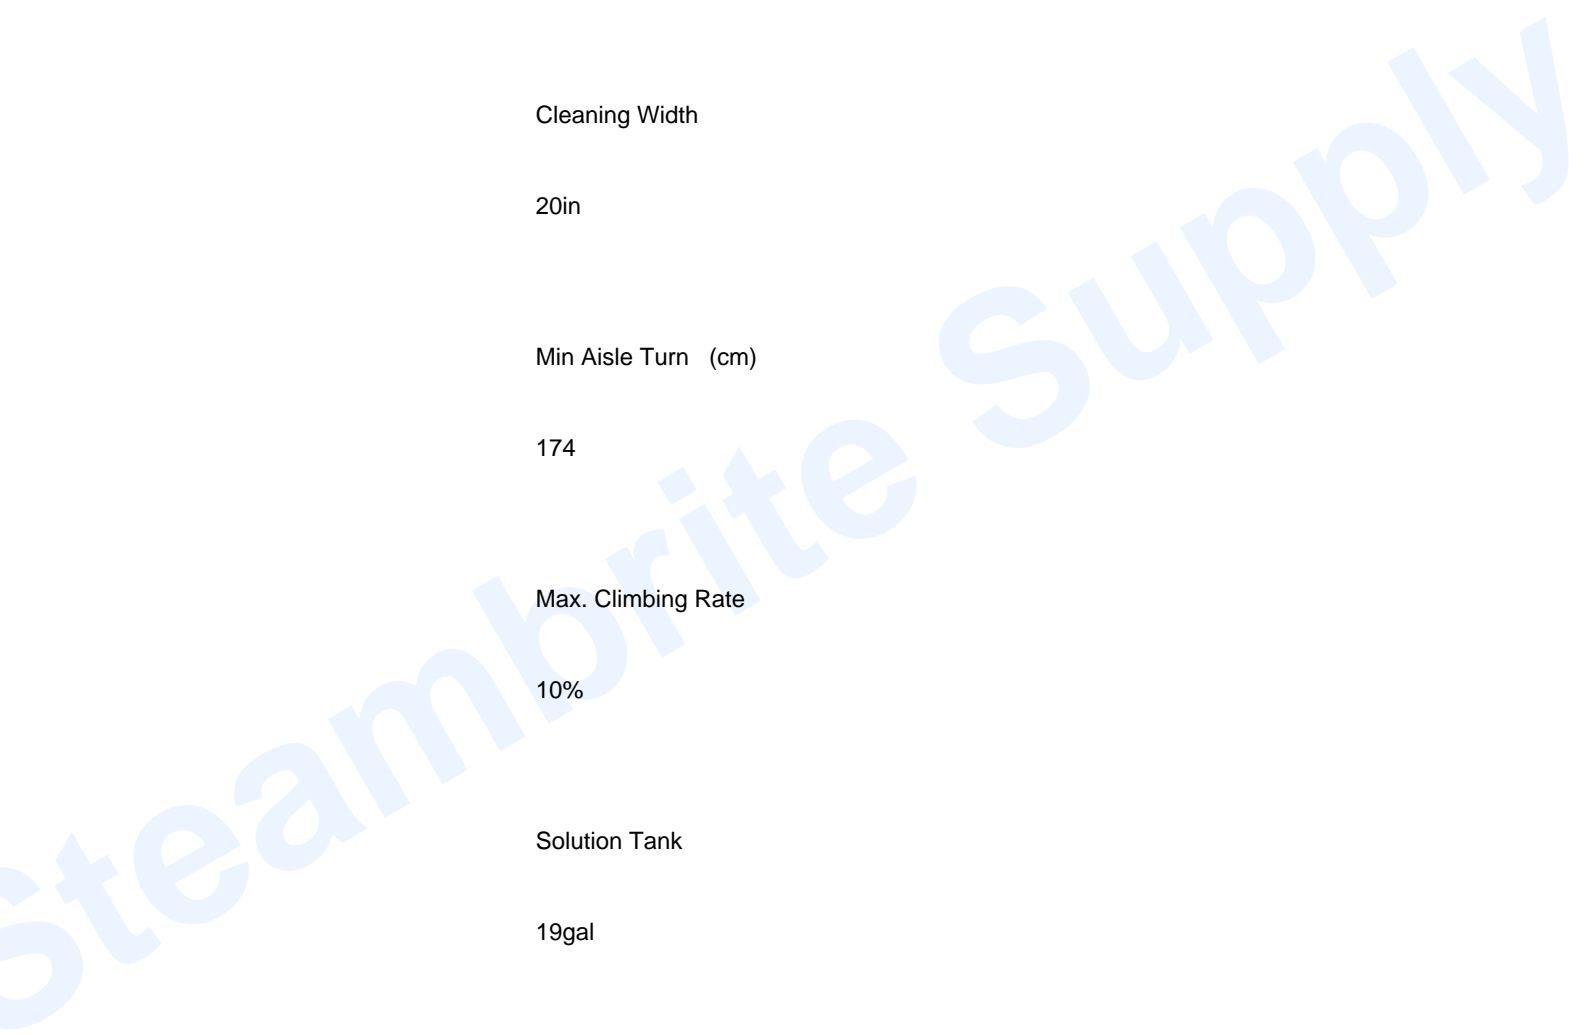 Cleaning Width
20in
Min Aisle Turn (cm)
174
Max. Climbing Rate
10%
Solution Tank
19gal
Steambrite Supply